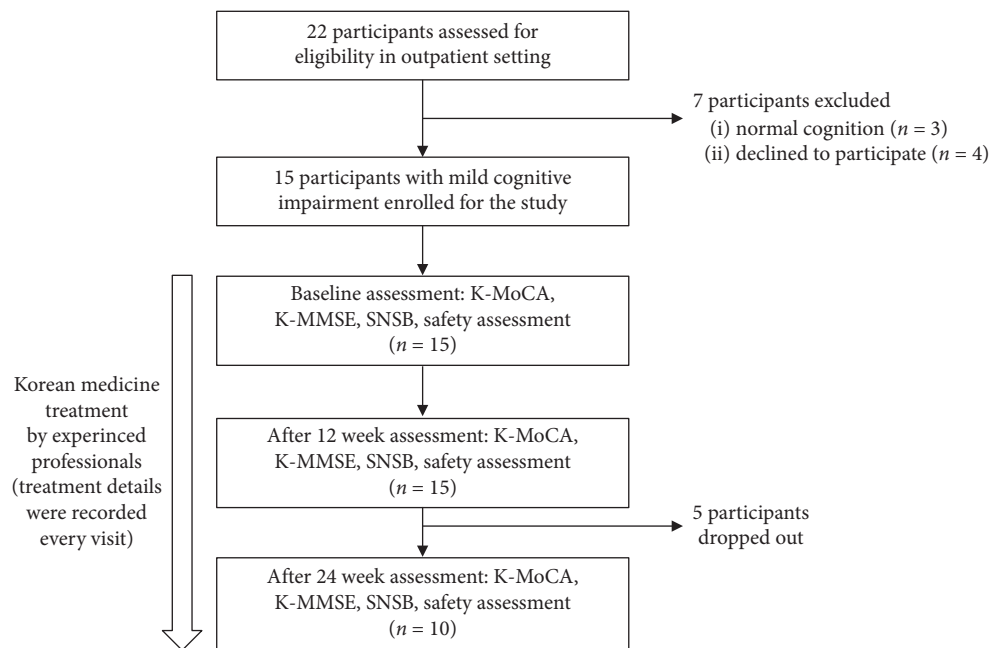 22 participants assessed for
eligibility in outpatient setting
7 participants excluded
(i) normal cognition (n = 3)
(ii) declined to participate (n = 4)
15 participants with mild cognitive
impairment enrolled for the study
Baseline assessment: K-MoCA,
K-MMSE, SNSB, safety assessment
(n = 15)
Korean medicine
treatment
by experinced
professionals
(treatment details
were recorded
every visit)
After 12 week assessment: K-MoCA,
K-MMSE, SNSB, safety assessment
(n = 15)
5 participants
dropped out
After 24 week assessment: K-MoCA,
K-MMSE, SNSB, safety assessment
(n = 10)